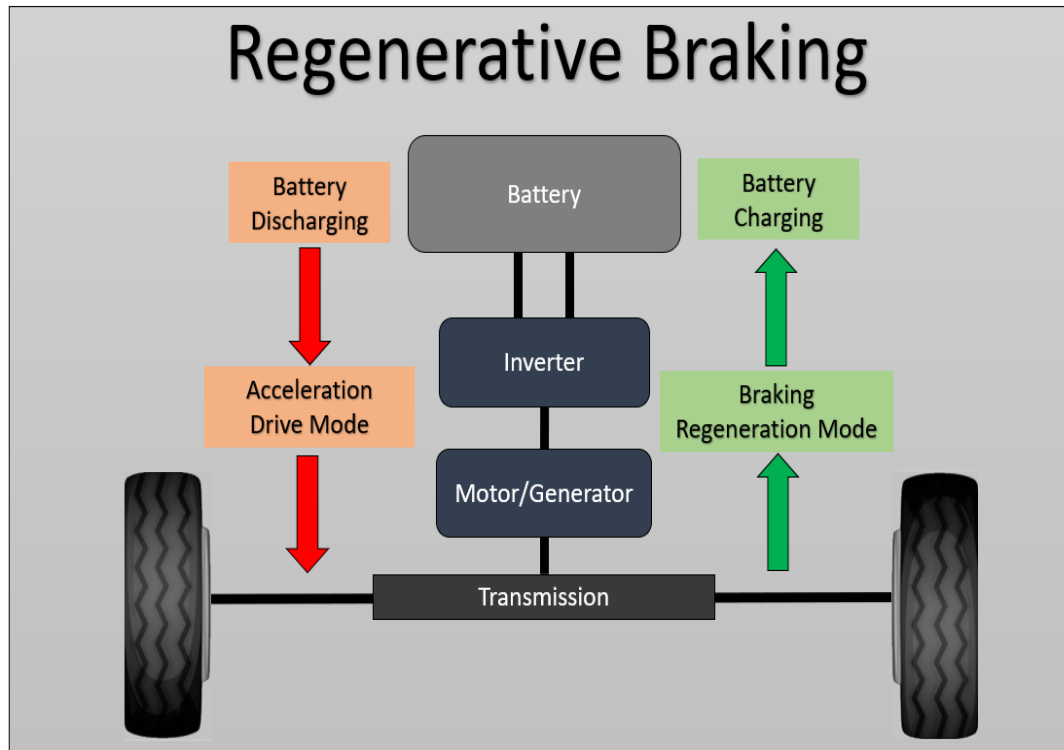 Regenerative Braking
Battery
Discharging
Battery
Battery
Charging
Inverter
Acceleration
Drive Mode
Braking
Regeneration Mode
Motor/Generator
Transmission